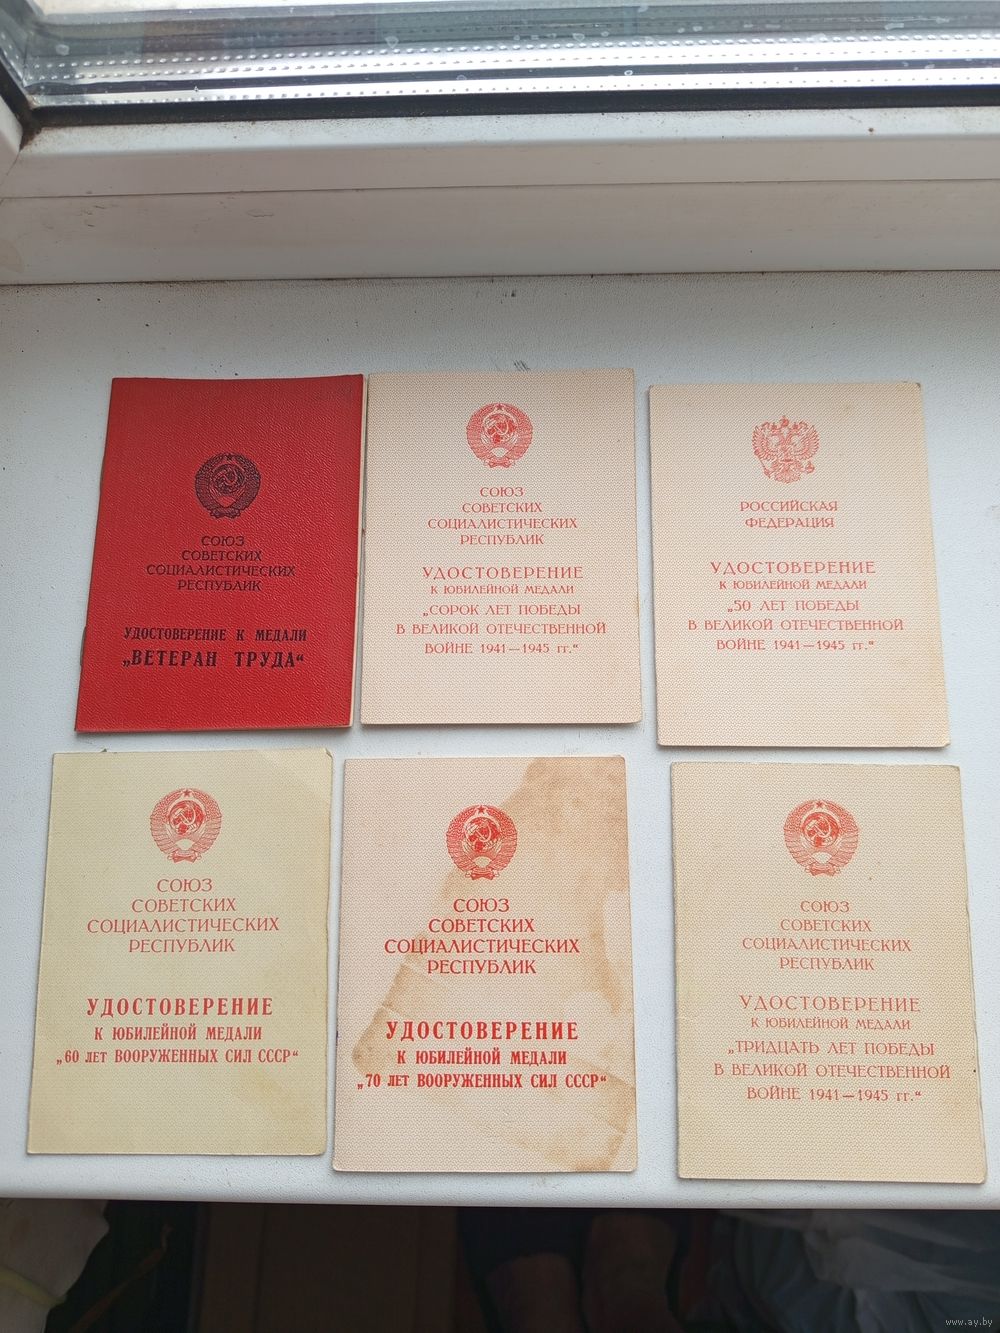 СОЮЗ
СОВЕТСКИХ
СОЦИАЛИСТИЧЕСКИХ
РЕСПУБЛИК
УДОСТОВЕРЕНИЕ К МЕДАЛИ
„ВЕТЕРАН ТРУДА“
СОЮЗ
СОВЕТСКИХ
СОЦИАЛИСТИЧЕСКИХ
РЕСПУБЛИК
УДОСТОВЕРЕНИЕ
К ЮБИЛЕЙНОЙ МЕДАЛИ
„СОРОК ЛЕТ ПОБЕДЫ
В ВЕЛИКОЙ ОТЕЧЕСТВЕННОЙ
ВОЙНЕ 1941—1945 гг.“
РОССИЙСКАЯ
ФЕДЕРАЦИЯ
УДОСТОВЕРЕНИЕ
К ЮБИЛЕЙНОЙ МЕДАЛИ
„50 ЛЕТ ПОБЕДЫ
В ВЕЛИКОЙ ОТЕЧЕСТВЕННОЙ
ВОЙНЕ 1941—1945 гг.“
СОЮЗ
СОВЕТСКИХ
СОЦИАЛИСТИЧЕСКИХ
РЕСПУБЛИК
УДОСТОВЕРЕНИЕ
К ЮБИЛЕЙНОЙ МЕДАЛИ
„60 ЛЕТ ВООРУЖЕННЫХ СИЛ СССР“
СОЮЗ
СОВЕТСКИХ
СОЦИАЛИСТИЧЕСКИХ
РЕСПУБЛИК
УДОСТОВЕРЕНИЕ
К ЮБИЛЕЙНОЙ МЕДАЛИ
„70 ЛЕТ ВООРУЖЕННЫХ СИЛ СССР“
СОЮЗ
СОВЕТСКИХ
СОЦИАЛИСТИЧЕСКИХ
РЕСПУБЛИК
УДОСТОВЕРЕНИЕ
К ЮБИЛЕЙНОЙ МЕДАЛИ
„ТРИДЦАТЬ ЛЕТ ПОБЕДЫ
В ВЕЛИКОЙ ОТЕЧЕСТВЕННОЙ
ВОЙНЕ 1941—1945 гг.“
www.ay.by